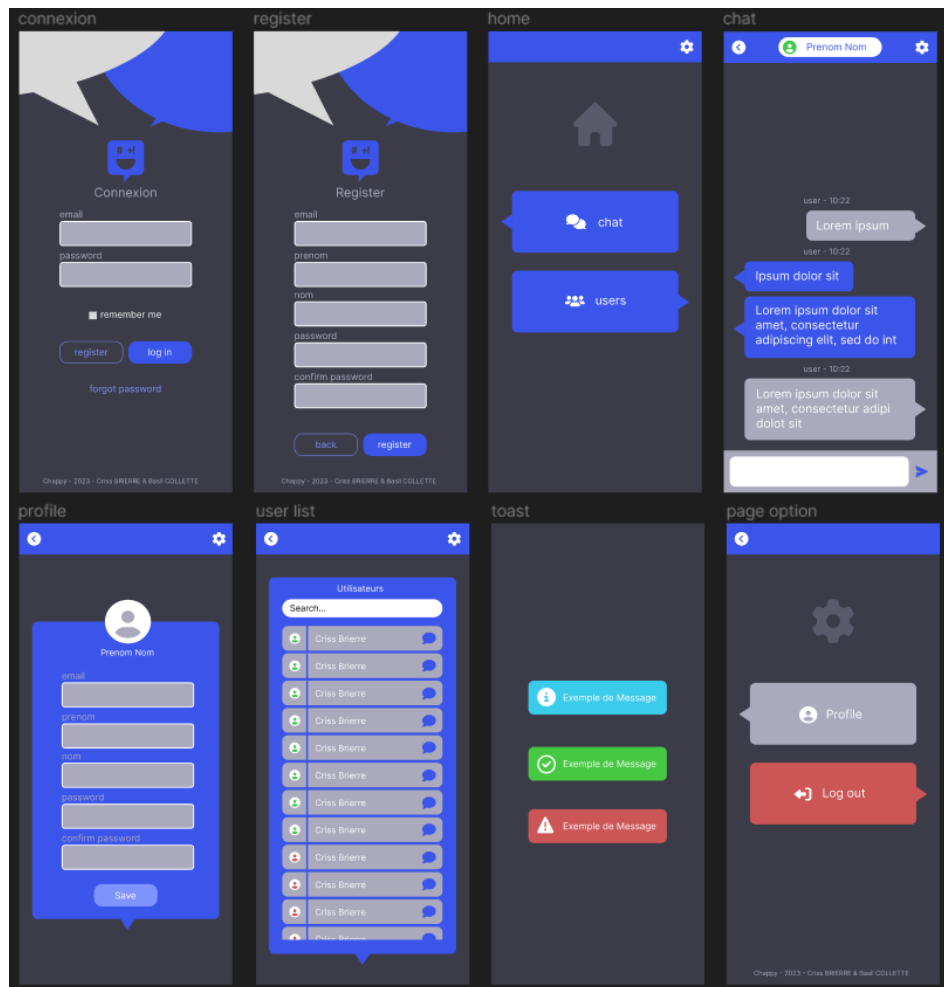 connexion
# +!
Connexion
email
password
remember me
register
log in
forgot password
Chappy - 2023 - Criss BRIERRE & Basil COLLETTE
register
# +!
Register
email
prenom
nom
password
confirm password
back
register
Chappy - 2023 - Criss BRIERRE & Basil COLLETTE
home
chat
users
chat
Prenom Nom
user - 10:22
Lorem ipsum
user - 10:22
Ipsum dolor sit
Lorem ipsum dolor sit
amet, consectetur
adipiscing elit, sed do int
user - 10:22
Lorem ipsum dolor sit
amet, consectetur adipi
dolot sit
profile
Prenom Nom
email
prenom
nom
password
confirm password
Save
user list
Utilisateurs
Search...
Criss Brierre
Criss Brierre
Criss Brierre
Criss Brierre
Criss Brierre
Criss Brierre
Criss Brierre
Criss Brierre
Criss Brierre
Criss Brierre
Criss Brierre
Criss Brierre
toast
Exemple de Message
Exemple de Message
Exemple de Message
page option
Profile
Log out
Chappy - 2023 - Criss BRIERRE & Basil COLLETTE